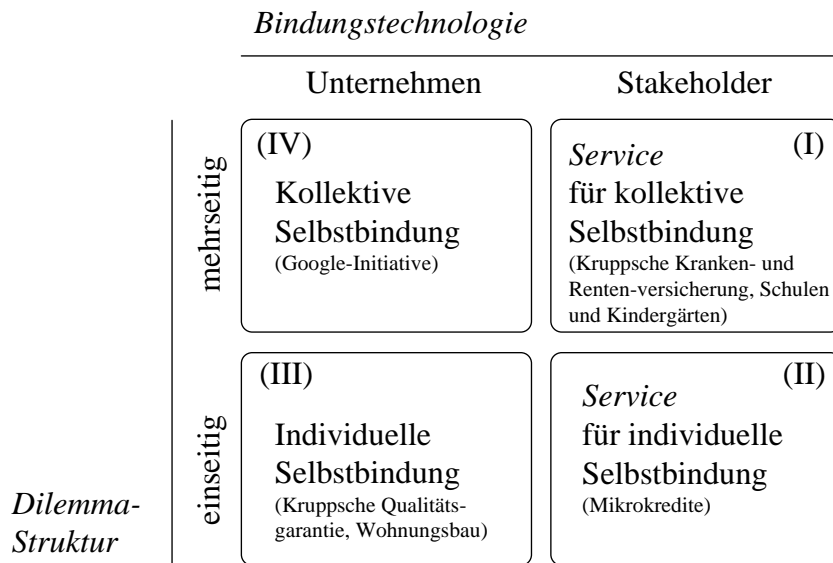 Bindungstechnologie
Unternehmen
Stakeholder
mehrseitig
(IV)
Kollektive
Selbstbindung
(Google-Initiative)
(I)
Service
für kollektive
Selbstbindung
(Kruppsche Kranken- und
Renten-versicherung, Schulen
und Kindergärten)
einseitig
(III)
Individuelle
Selbstbindung
(Kruppsche Qualitäts-
garantie, Wohnungsbau)
(II)
Service
für individuelle
Selbstbindung
(Mikrokredite)
Dilemma-
Struktur